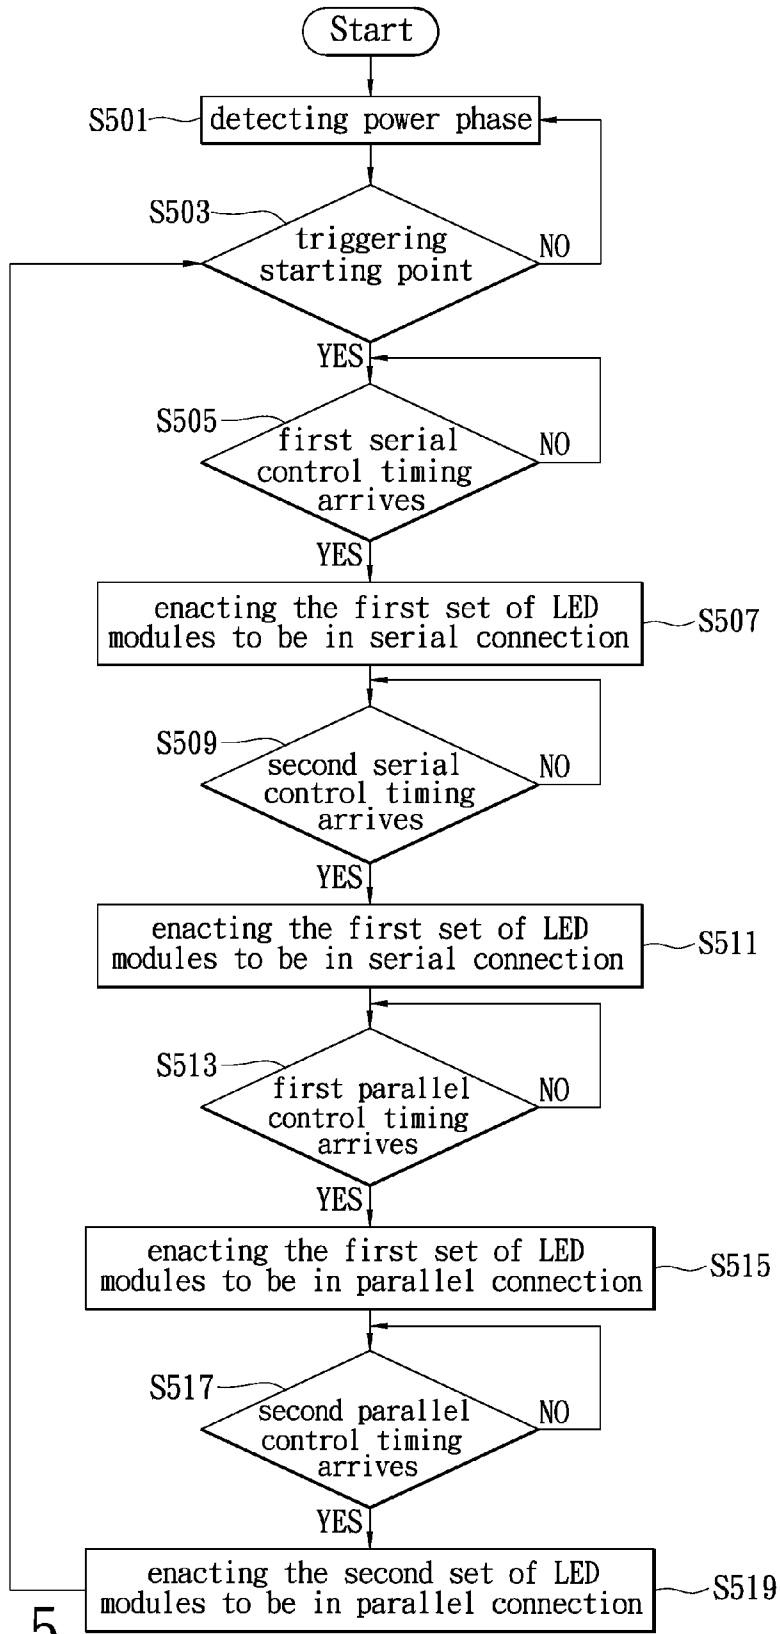 Start
S501
detecting power phase
S503
triggering
starting point
NO
YES
S505
first serial
control timing
arrives
NO
YES
enacting the first set of LED
modules to be in serial connection
S507
S509
second serial
control timing
arrives
NO
YES
enacting the first set of LED
modules to be in serial connection
S511
S513
first parallel
control timing
arrives
NO
YES
enacting the first set of LED
modules to be in parallel connection
S515
S517
second parallel
control timing
arrives
NO
YES
enacting the second set of LED
modules to be in parallel connection
S519
5